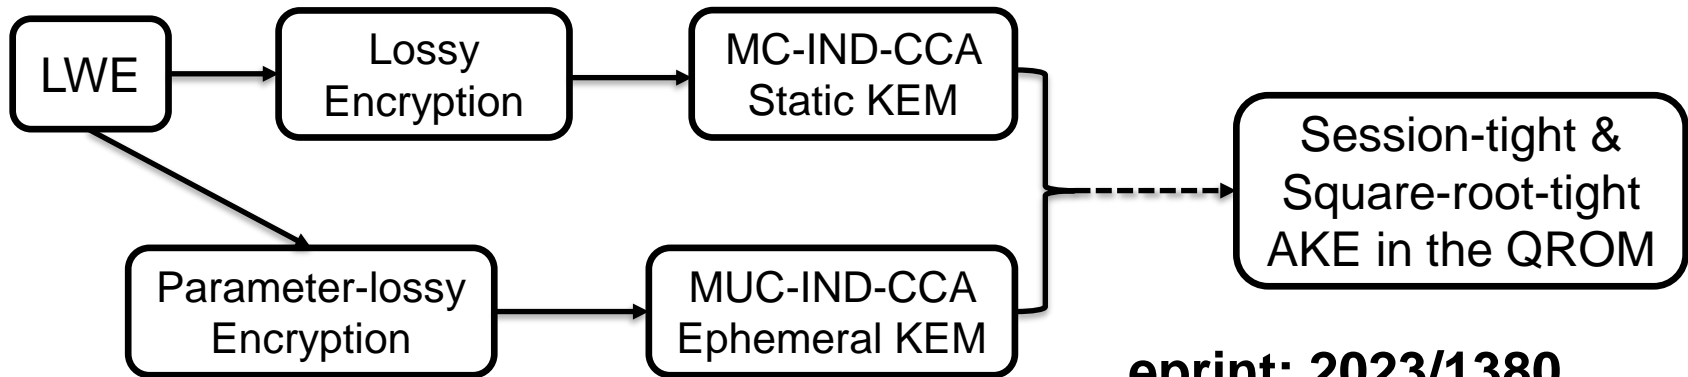 LWE
Lossy
Encryption
MC-IND-CCA
Static KEM
Parameter-lossy
Encryption
MUC-IND-CCA
Ephemeral KEM
Session-tight &
Square-root-tight
AKE in the QROM
eprint: 2023/1380